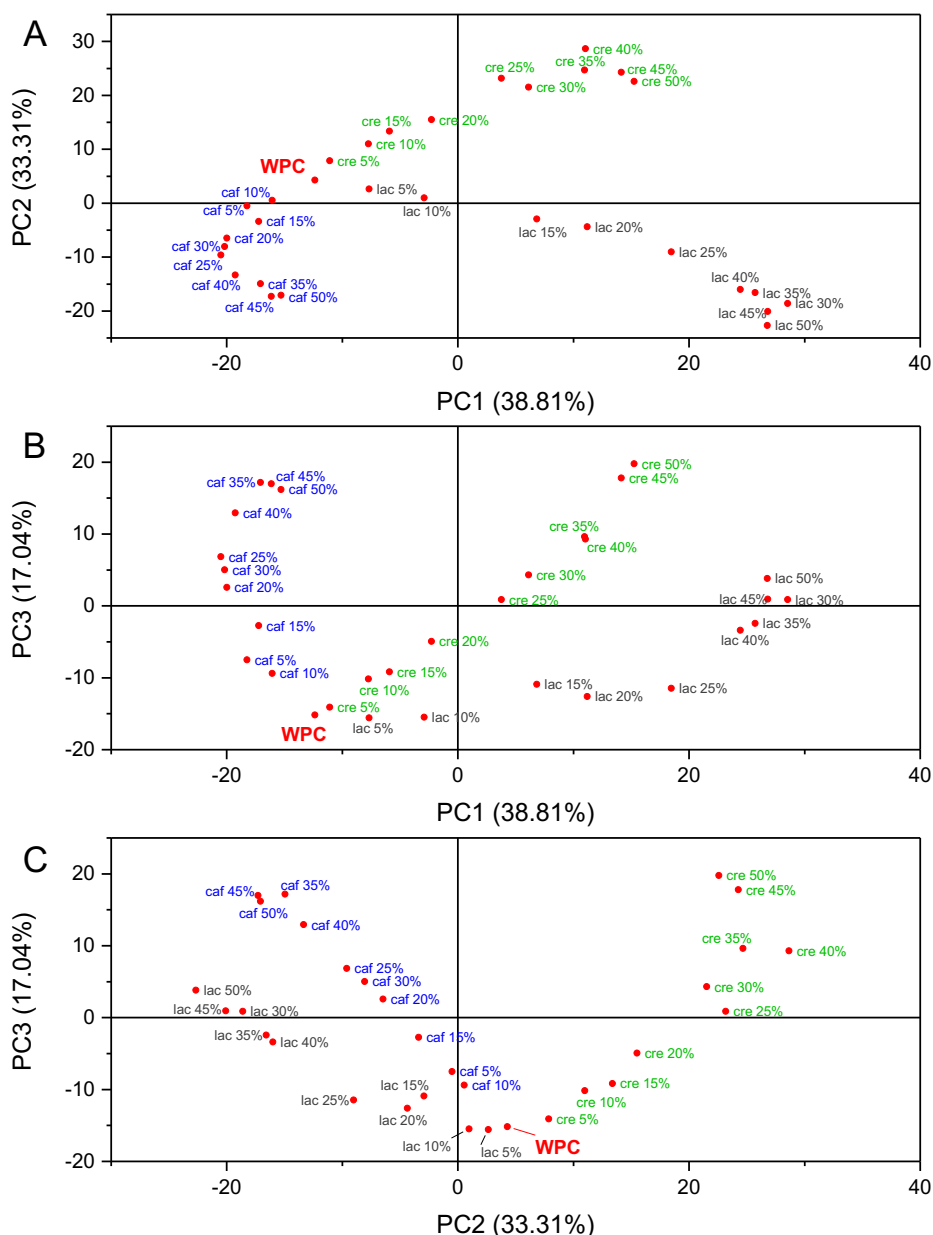 A
PC2 (33.31%)
30
20
10
0
-10
-20
cre 40%
cre 35%
cre 25%
cre 45%
cre 50%
cre 30%
cre 15%
cre 20%
cre 10%
WPC
cre 5%
lac 5%
caf 10%
lac 10%
caf 5%
caf 15%
lac 15%
lac 20%
caf 20%
caf 30%
caf 25%
lac 25%
caf 40%
caf 35%
lac 40%
lac 35%
caf 50%
lac 30%
caf 45%
lac 45%
lac 50%
-20
0
20
40
PC1 (38.81%)
B
PC3 (17.04%)
20
10
0
-10
-20
caf 45%
caf 35%
caf 50%
caf 40%
cre 50%
cre 45%
cre 35%
cre 40%
caf 25%
caf 30%
caf 20%
cre 30%
cre 25%
lac 50%
lac 45%
lac 30%
caf 15%
lac 35%
lac 40%
cre 20%
caf 5%
caf 10%
cre 15%
cre 10%
lac 15%
lac 20%
lac 25%
cre 5%
lac 5%
lac 10%
WPC
-20
0
20
40
PC1 (38.81%)
C
PC3 (17.04%)
20
10
0
-10
-20
caf 45%
caf 35%
caf 50%
caf 40%
cre 50%
cre 45%
cre 35%
cre 40%
caf 25%
caf 30%
caf 20%
cre 30%
cre 25%
lac 50%
lac 45%
lac 30%
lac 35%
lac 40%
caf 15%
cre 20%
caf 5%
caf 10%
cre 15%
lac 15%
lac 25%
lac 20%
cre 10%
cre 5%
lac 10%
lac 5%
WPC
-20
0
20
40
PC2 (33.31%)